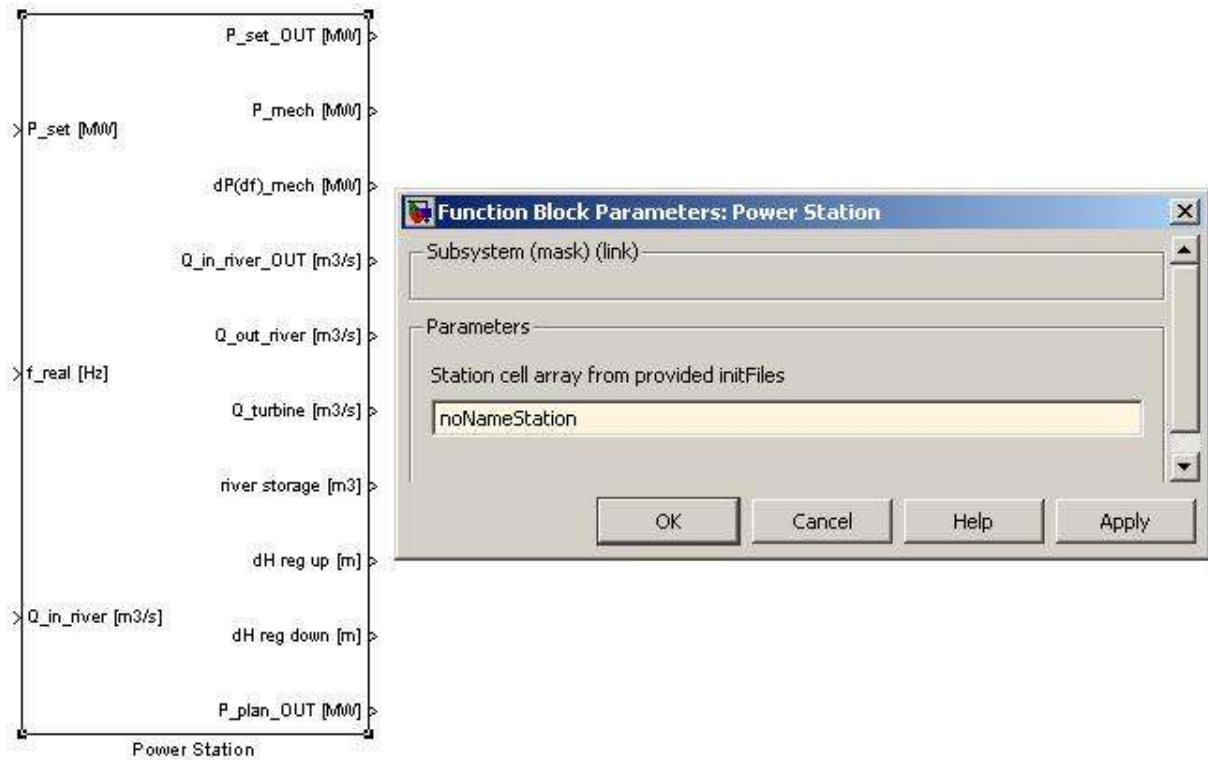 P_set_OUT [MW]
P_mech [MW]
P_set [MW]
dP(df)_mech [MW]
Q_in_river_OUT [m3/s]
Q_out_river [m3/s]
f_real [Hz]
Q_turbine [m3/s]
river storage [m3]
dH reg up [m]
Q_in_river [m3/s]
dH reg down [m]
P_plan_OUT [MW]
Power Station
Function Block Parameters: Power Station
Subsystem (mask) (link)
Parameters
Station cell array from provided initFiles
noNameStation
OK Cancel Help Apply